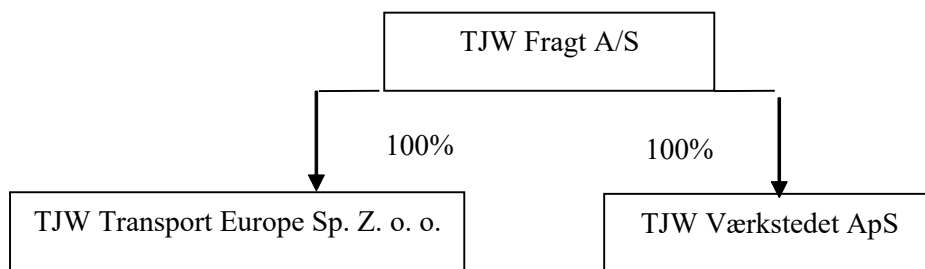 TJW Fragt A/S
100%
100%
TJW Transport Europe Sp. Z. o. o.
TJW Værkstedet ApS